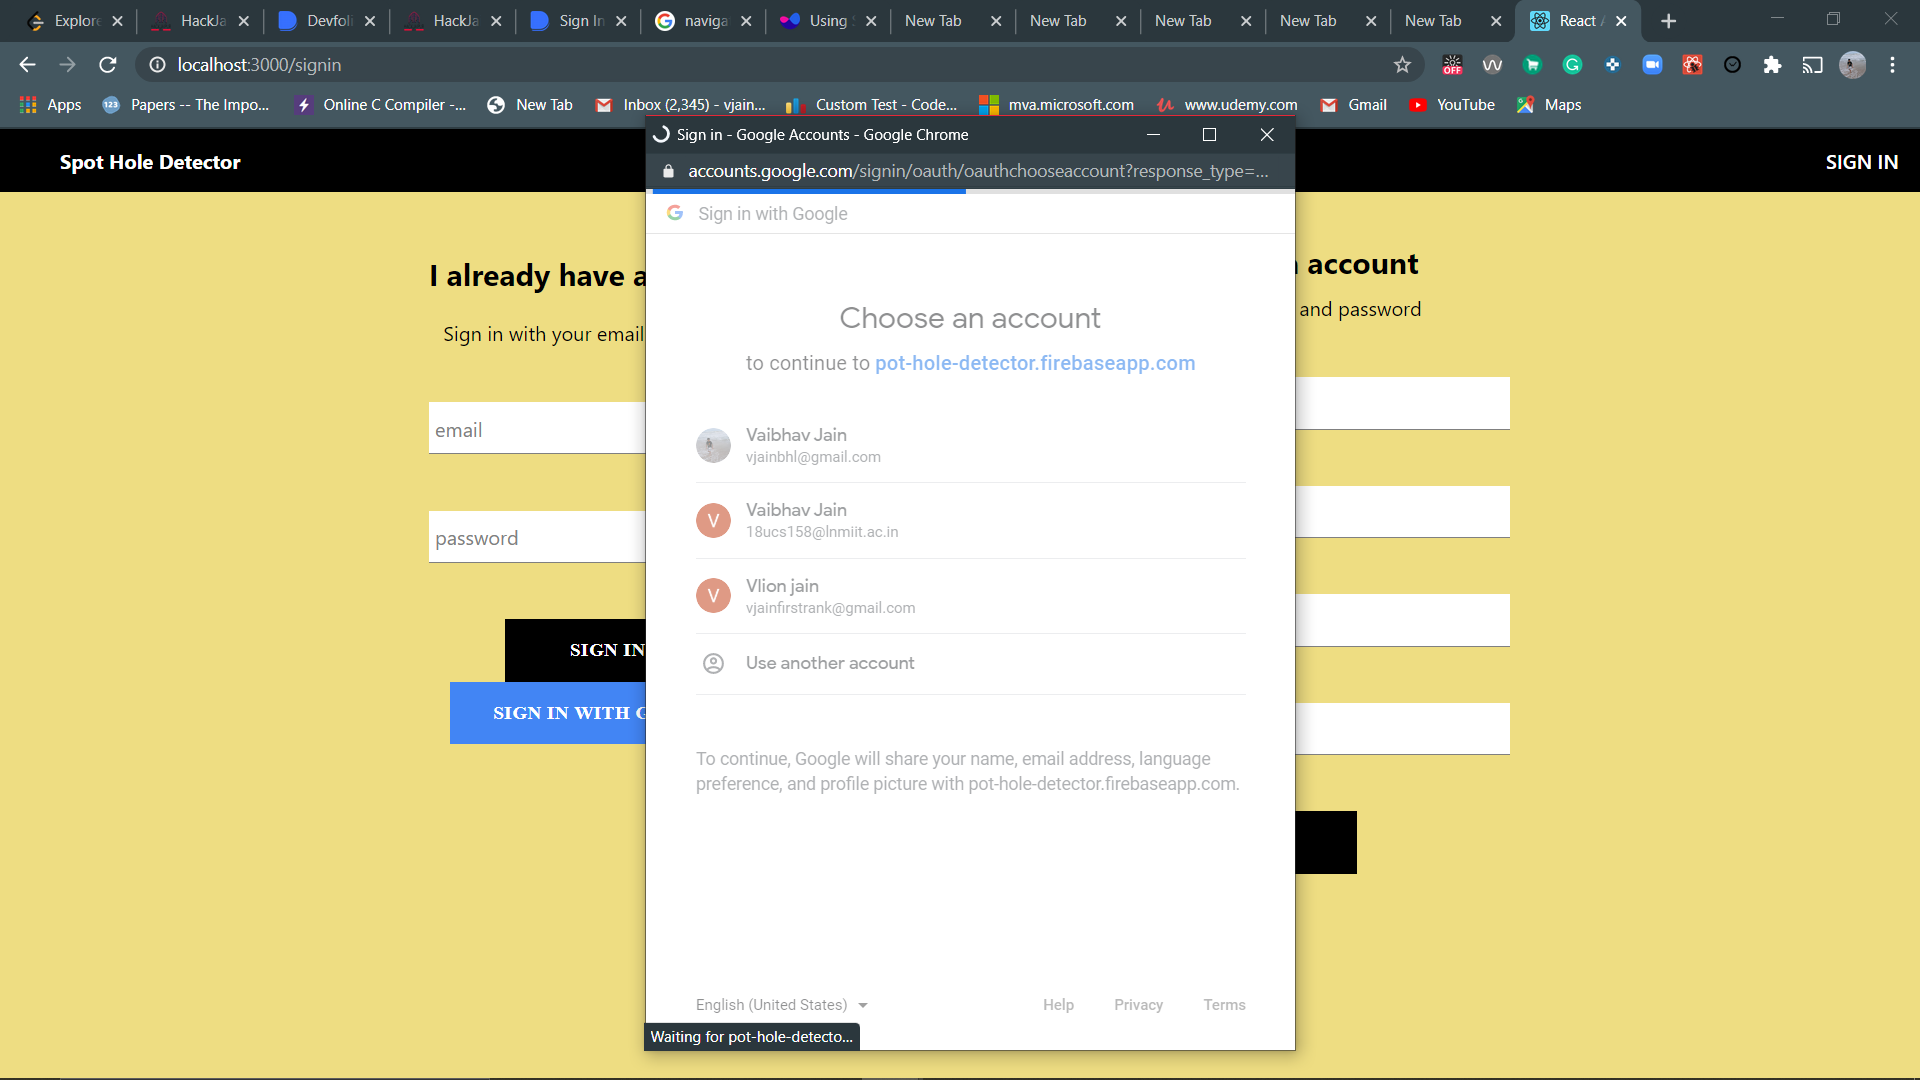 Explore
HackJa
Devfoli
HackJa
Sign In
naviga
Using
New Tab
New Tab
New Tab
New Tab
New Tab
React
localhost:3000/signin
OFF
Apps
123
Papers -- The Impo...
Online C Compiler -...
New Tab
Inbox (2,345) - vjain...
Custom Test - Code...
mva.microsoft.com
www.udemy.com
Gmail
YouTube
Maps
Sign in - Google Accounts - Google Chrome
accounts.google.com/signin/oauth/oauthchooseaccount?response_type=...
Spot Hole Detector
SIGN IN
Sign in with Google
I already have a
Sign in with your email
email
password
SIGN IN
SIGN IN WITH G
Choose an account
to continue to pot-hole-detector.firebaseapp.com
Vaibhav Jain
vjainbhl@gmail.com
V
Vaibhav Jain
18ucs158@lnmiit.ac.in
V
Vlion jain
vjainfirstrank@gmail.com
Use another account
To continue, Google will share your name, email address, language
preference, and profile picture with pot-hole-detector.firebaseapp.com.
English (United States)
Help
Privacy
Terms
Waiting for pot-hole-detecto...
account
and password